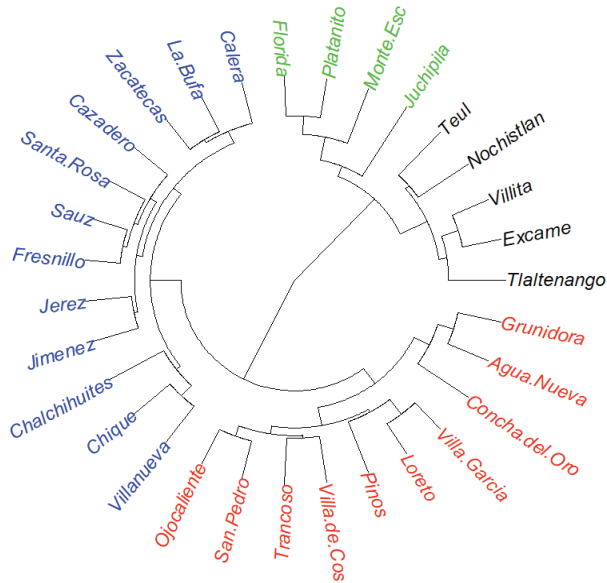 Florida
Platanito
Monte.Esc
Juchipila
Teul
Nochistlan
Villita
Excame
Tlaltenango
Grunidora
Agua.Nueva
Concha.del.Oro
Villa.Garcia
Loreto
Pinos
Villa.de.Cos
Trancoso
San.Pedro
Ojocaliente
Villanueva
Chique
Chalchihuites
Jimenez
Jerez
Fresnillo
Sauz
Santa.Rosa
Cazadero
Zacatecas
La.Bufa
Calera